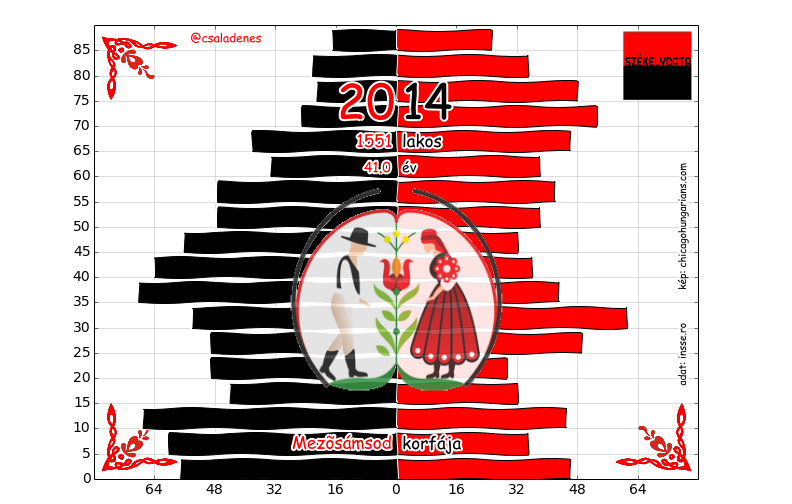 @csaladenes
SZÉKELYDATA
2014
1551 lakos
41,0 év
kép: chicagohungarians.com
adat: insse.ro
Mezõsámsod korfája
85
80
75
70
65
60
55
50
45
40
35
30
25
20
15
10
5
0
64 48 32 16 0 16 32 48 64